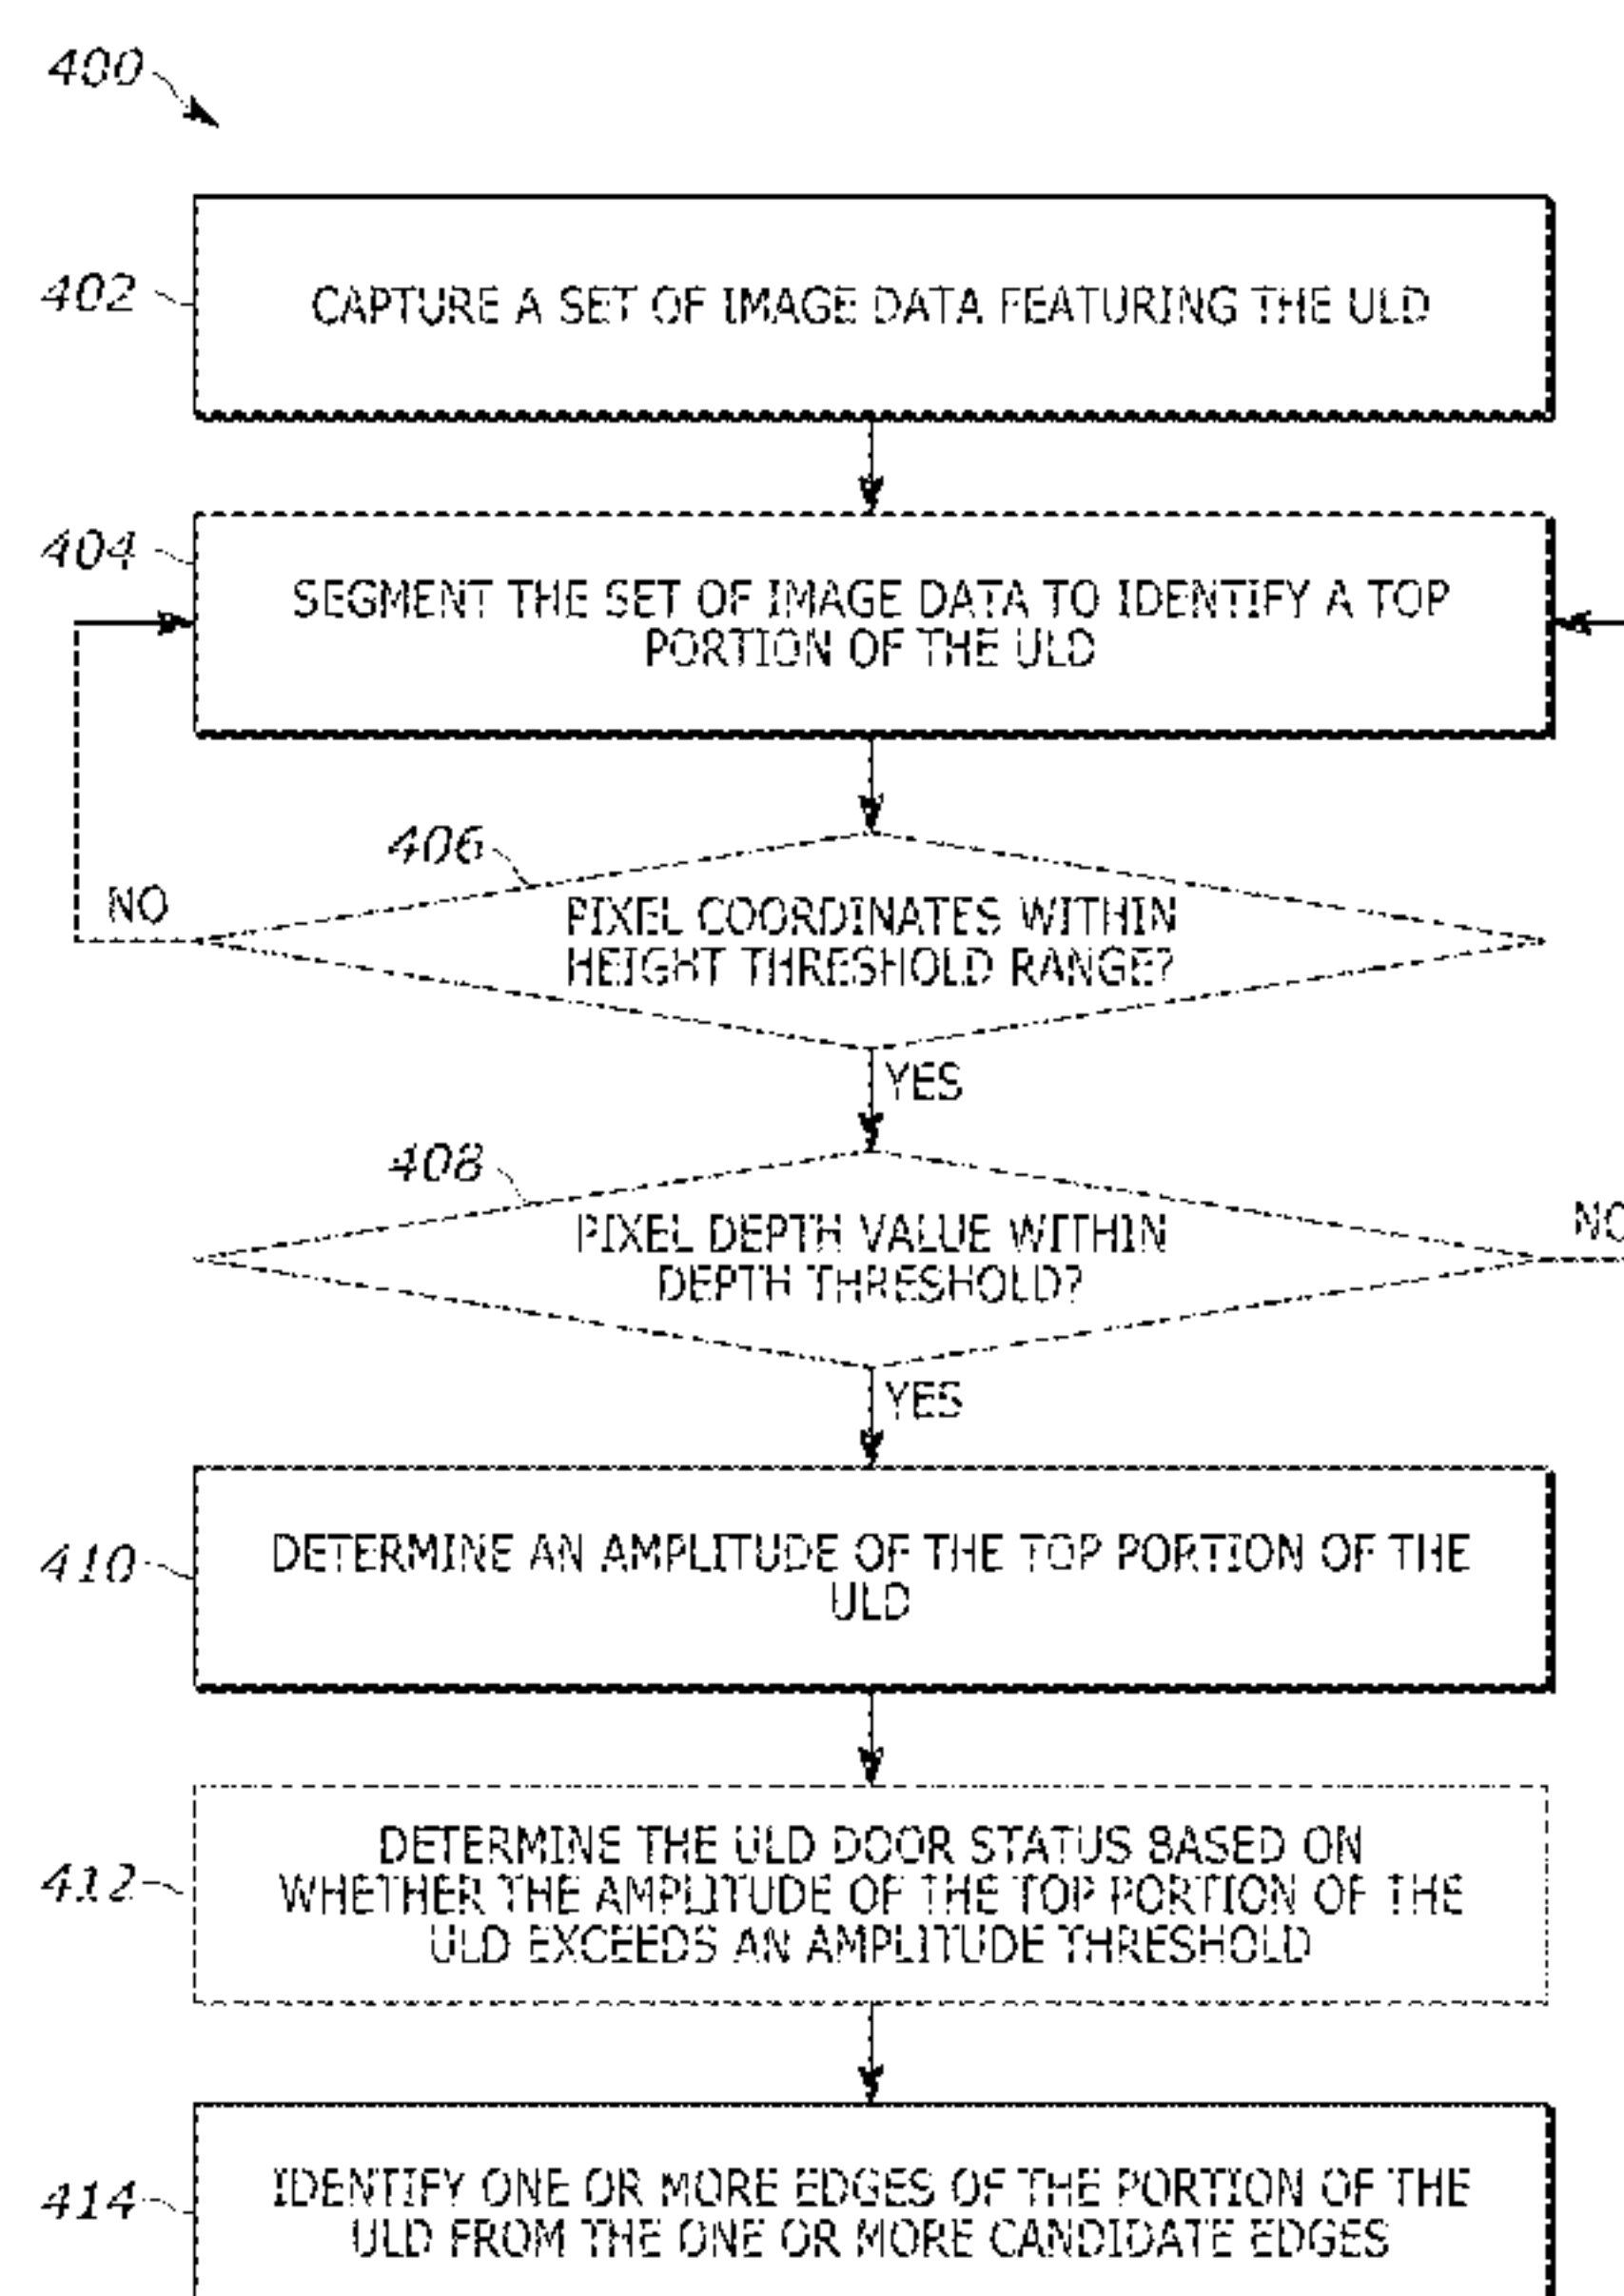 400
402
CAPTURE A SET OF IMAGE DATA FEATURING THE ULD
404
SEGMENT THE SET OF IMAGE DATA TO IDENTIFY A TOP
PORTION OF THE ULD
406
NO
PIXEL COORDINATES WITHIN
HEIGHT THRESHOLD RANGE?
YES
408
PIXEL DEPTH VALUE WITHIN
DEPTH THRESHOLD?
NO
YES
410
DETERMINE AN AMPLITUDE OF THE TOP PORTION OF THE
ULD
412
DETERMINE THE ULD DOOR STATUS BASED ON
WHETHER THE AMPLITUDE OF THE TOP PORTION OF THE
ULD EXCEEDS AN AMPLITUDE THRESHOLD
414
IDENTIFY ONE OR MORE EDGES OF THE PORTION OF THE
ULD FROM THE ONE OR MORE CANDIDATE EDGES